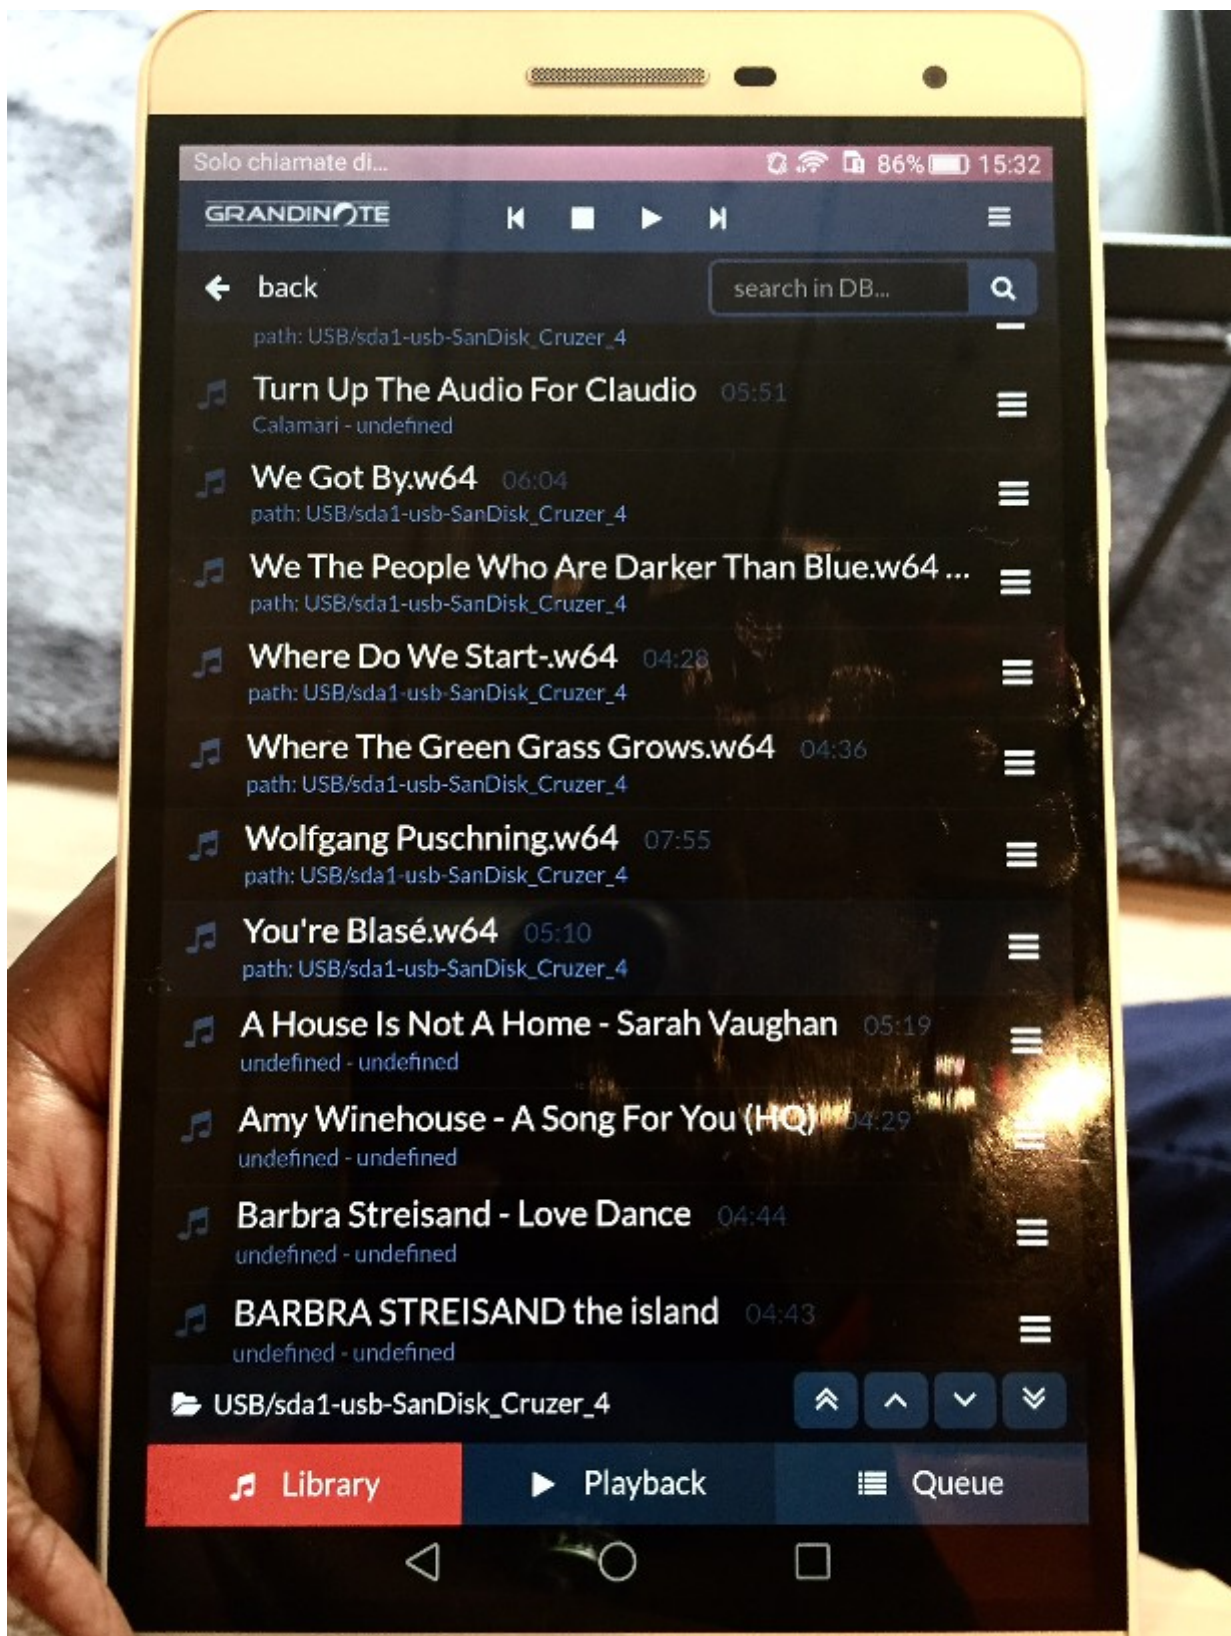 Solo chiamate di... 86% 15:32
GRANDINOTE
back search in DB...
path: USB/sda1-usb-SanDisk_Cruzer_4
Turn Up The Audio For Claudio 05:51
Calamari - undefined
We Got By.w64 06:04
path: USB/sda1-usb-SanDisk_Cruzer_4
We The People Who Are Darker Than Blue.w64 ...
path: USB/sda1-usb-SanDisk_Cruzer_4
Where Do We Start-.w64 04:28
path: USB/sda1-usb-SanDisk_Cruzer_4
Where The Green Grass Grows.w64 04:36
path: USB/sda1-usb-SanDisk_Cruzer_4
Wolfgang Puschning.w64 07:55
path: USB/sda1-usb-SanDisk_Cruzer_4
You're Blasé.w64 05:10
path: USB/sda1-usb-SanDisk_Cruzer_4
A House Is Not A Home - Sarah Vaughan 05:19
undefined - undefined
Amy Winehouse - A Song For You (HQ) 04:29
undefined - undefined
Barbra Streisand - Love Dance 04:44
undefined - undefined
BARBRA STREISAND the island 04:43
undefined - undefined
USB/sda1-usb-SanDisk_Cruzer_4
Library Playback Queue